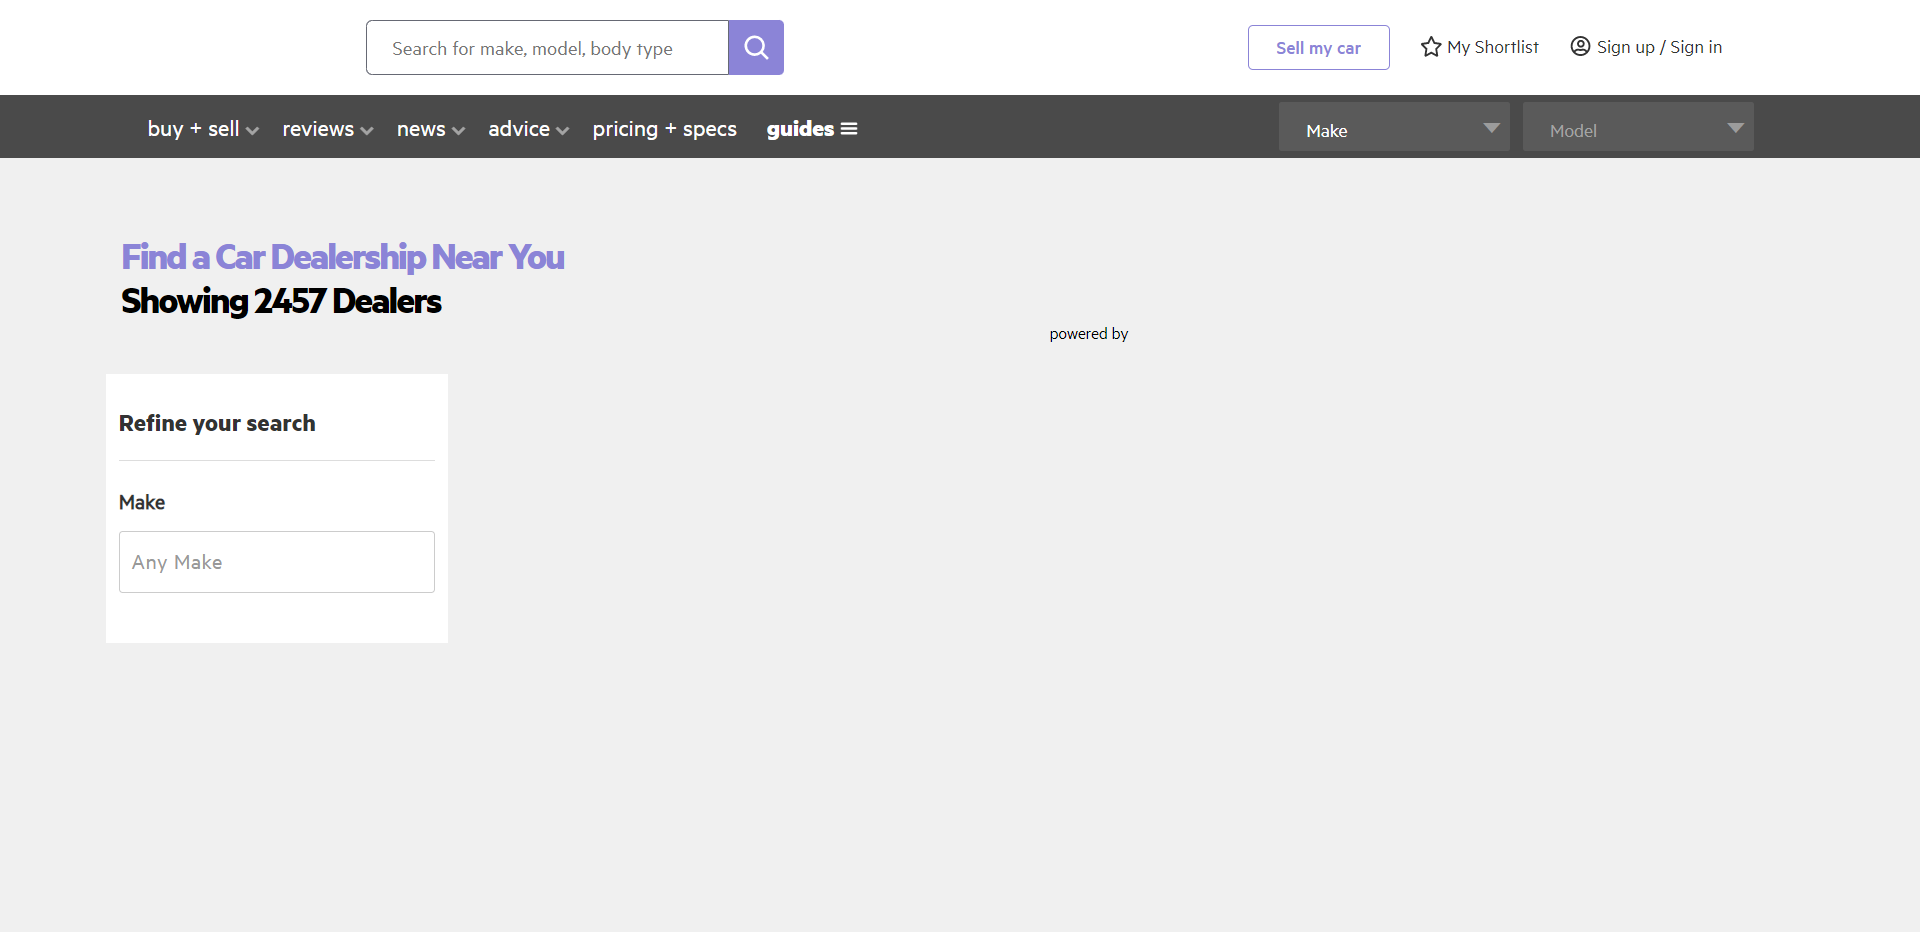 Search for make, model, body type
Sell my car
My Shortlist
Sign up / Sign in
buy + sell
reviews
news
advice
pricing + specs
guides
Make
Model
Find a Car Dealership Near You
Showing 2457 Dealers
powered by
Refine your search
Make
Any Make